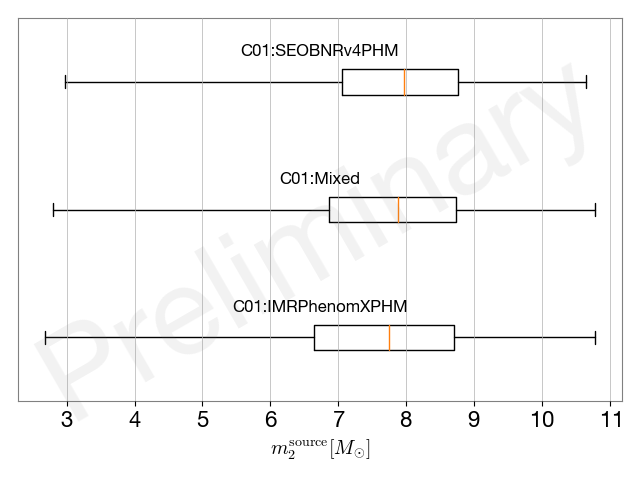 C01:SEOBNRv4PHM
C01:Mixed
C01:IMRPhenomXPHM
Preliminary
3 4 5 6 7 8 9 10 11
m₂^source [M⊙]